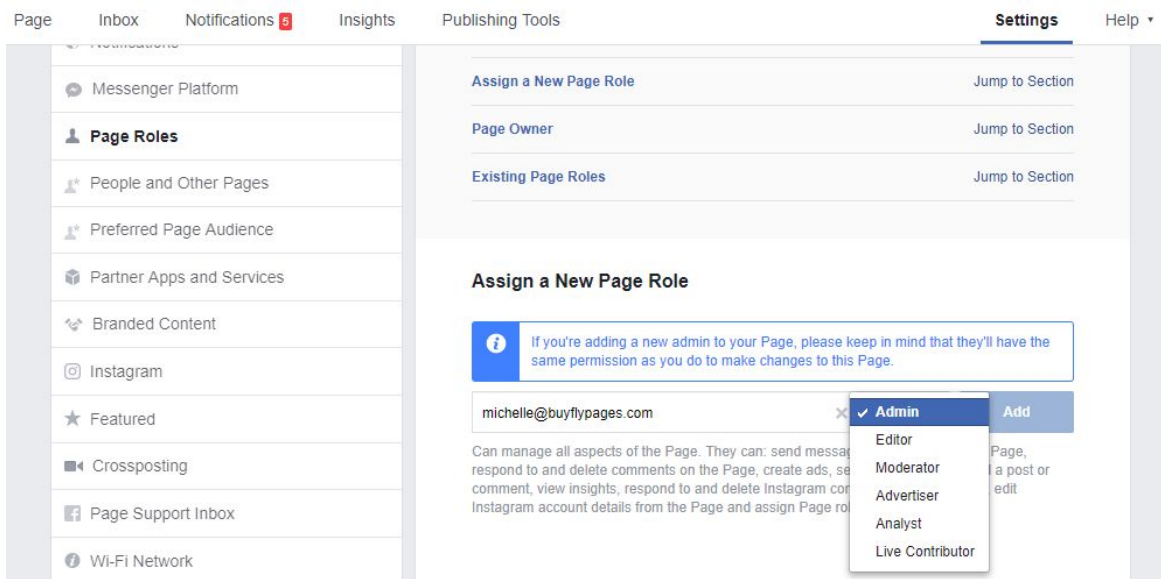 Page Inbox Notifications 5 Insights Publishing Tools Settings Help
Messenger Platform
Page Roles
People and Other Pages
Preferred Page Audience
Partner Apps and Services
Branded Content
Instagram
Featured
Crossposting
Page Support Inbox
Wi-Fi Network
Assign a New Page Role Jump to Section
Page Owner Jump to Section
Existing Page Roles Jump to Section
Assign a New Page Role
If you're adding a new admin to your Page, please keep in mind that they'll have the
same permission as you do to make changes to this Page.
michelle@buyflypages.com
Admin
Editor
Moderator
Advertiser
Analyst
Live Contributor
Add
Can manage all aspects of the Page. They can: send Page,
respond to and delete comments on the Page, create ads, a post or
comment, view insights, respond to and delete Instagram edit
Instagram account details from the Page and assign Page